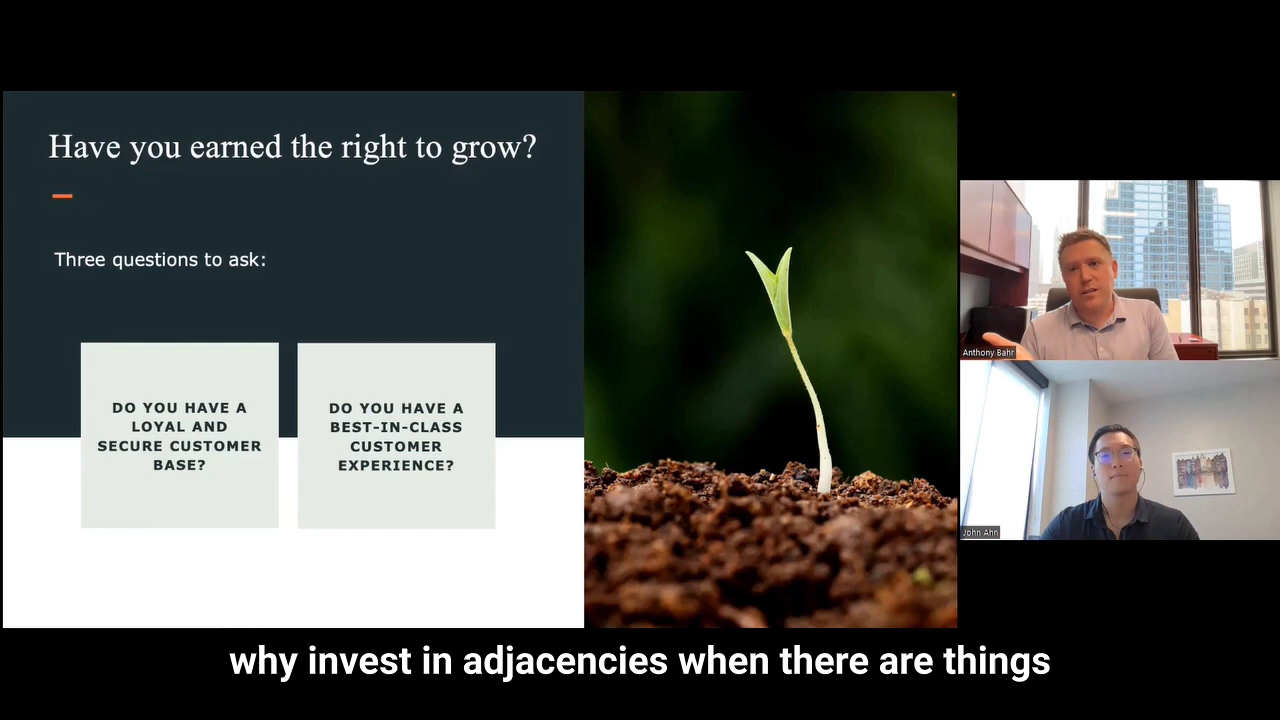 Have you earned the right to grow?
Three questions to ask:
DO YOU HAVE A
LOYAL AND
SECURE CUSTOMER
BASE?
DO YOU HAVE A
BEST-IN-CLASS
CUSTOMER
EXPERIENCE?
Anthony Bahr
John Ahn
why invest in adjacencies when there are things